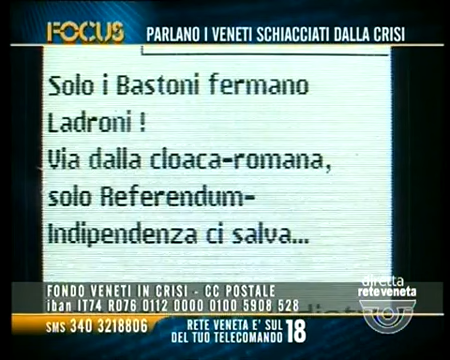 FOCUS
PARLANO I VENETI SCHIACCIATI DALLA CRISI
Solo i Bastoni fermano
Ladroni !
Via dalla cloaca-romana,
solo Referendum-
Indipendenza ci salva...
diretta
reteveneta
FONDO VENETI IN CRISI - CC POSTALE
iban IT74 R076 0112 0000 0100 5908 528
SMS 340 3218806
RETE VENETA E' SUL
DEL TUO TELECOMANDO
18